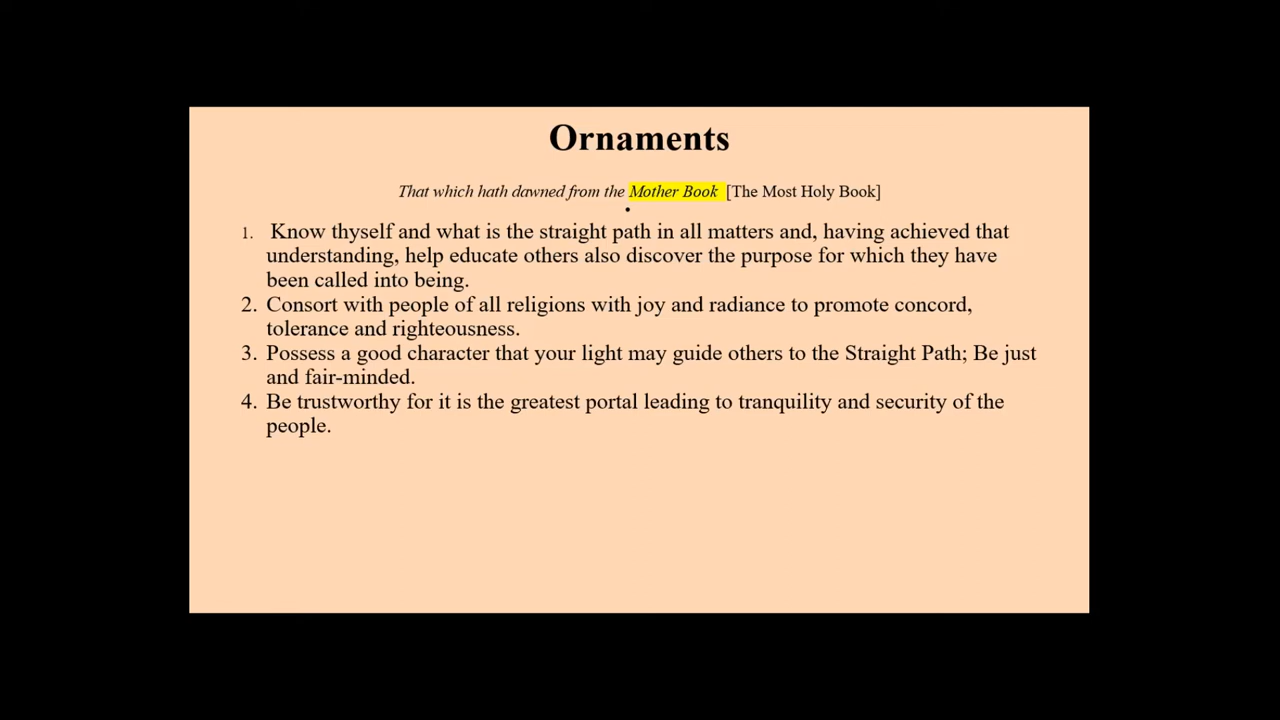 Ornaments
That which hath dawned from the Mother Book [The Most Holy Book]
•
1. Know thyself and what is the straight path in all matters and, having achieved that
understanding, help educate others also discover the purpose for which they have
been called into being.
2. Consort with people of all religions with joy and radiance to promote concord,
tolerance and righteousness.
3. Possess a good character that your light may guide others to the Straight Path; Be just
and fair-minded.
4. Be trustworthy for it is the greatest portal leading to tranquility and security of the
people.